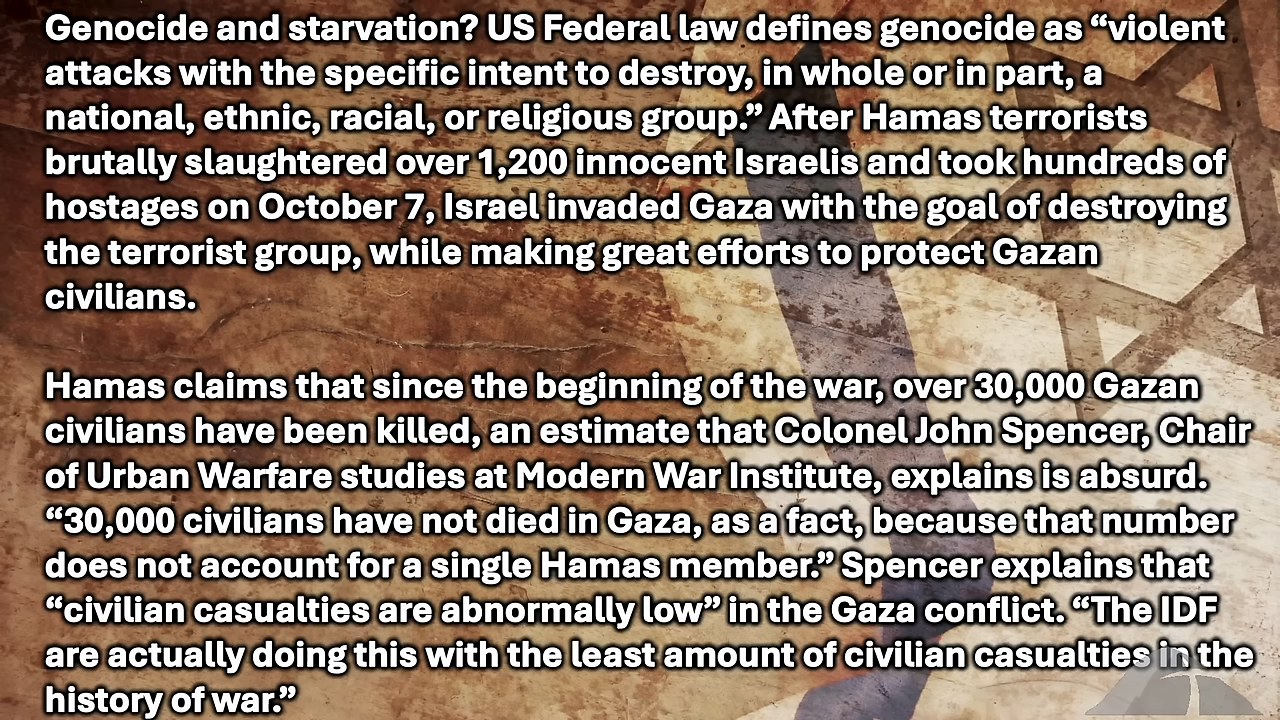 Genocide and starvation? US Federal law defines genocide as “violent
attacks with the specific intent to destroy, in whole or in part, a
national, ethnic, racial, or religious group.” After Hamas terrorists
brutally slaughtered over 1,200 innocent Israelis and took hundreds of
hostages on October 7, Israel invaded Gaza with the goal of destroying
the terrorist group, while making great efforts to protect Gazan
civilians.
Hamas claims that since the beginning of the war, over 30,000 Gazan
civilians have been killed, an estimate that Colonel John Spencer, Chair
of Urban Warfare studies at Modern War Institute, explains is absurd.
“30,000 civilians have not died in Gaza, as a fact, because that number
does not account for a single Hamas member.” Spencer explains that
“civilian casualties are abnormally low” in the Gaza conflict. “The IDF
are actually doing this with the least amount of civilian casualties in the
history of war.”